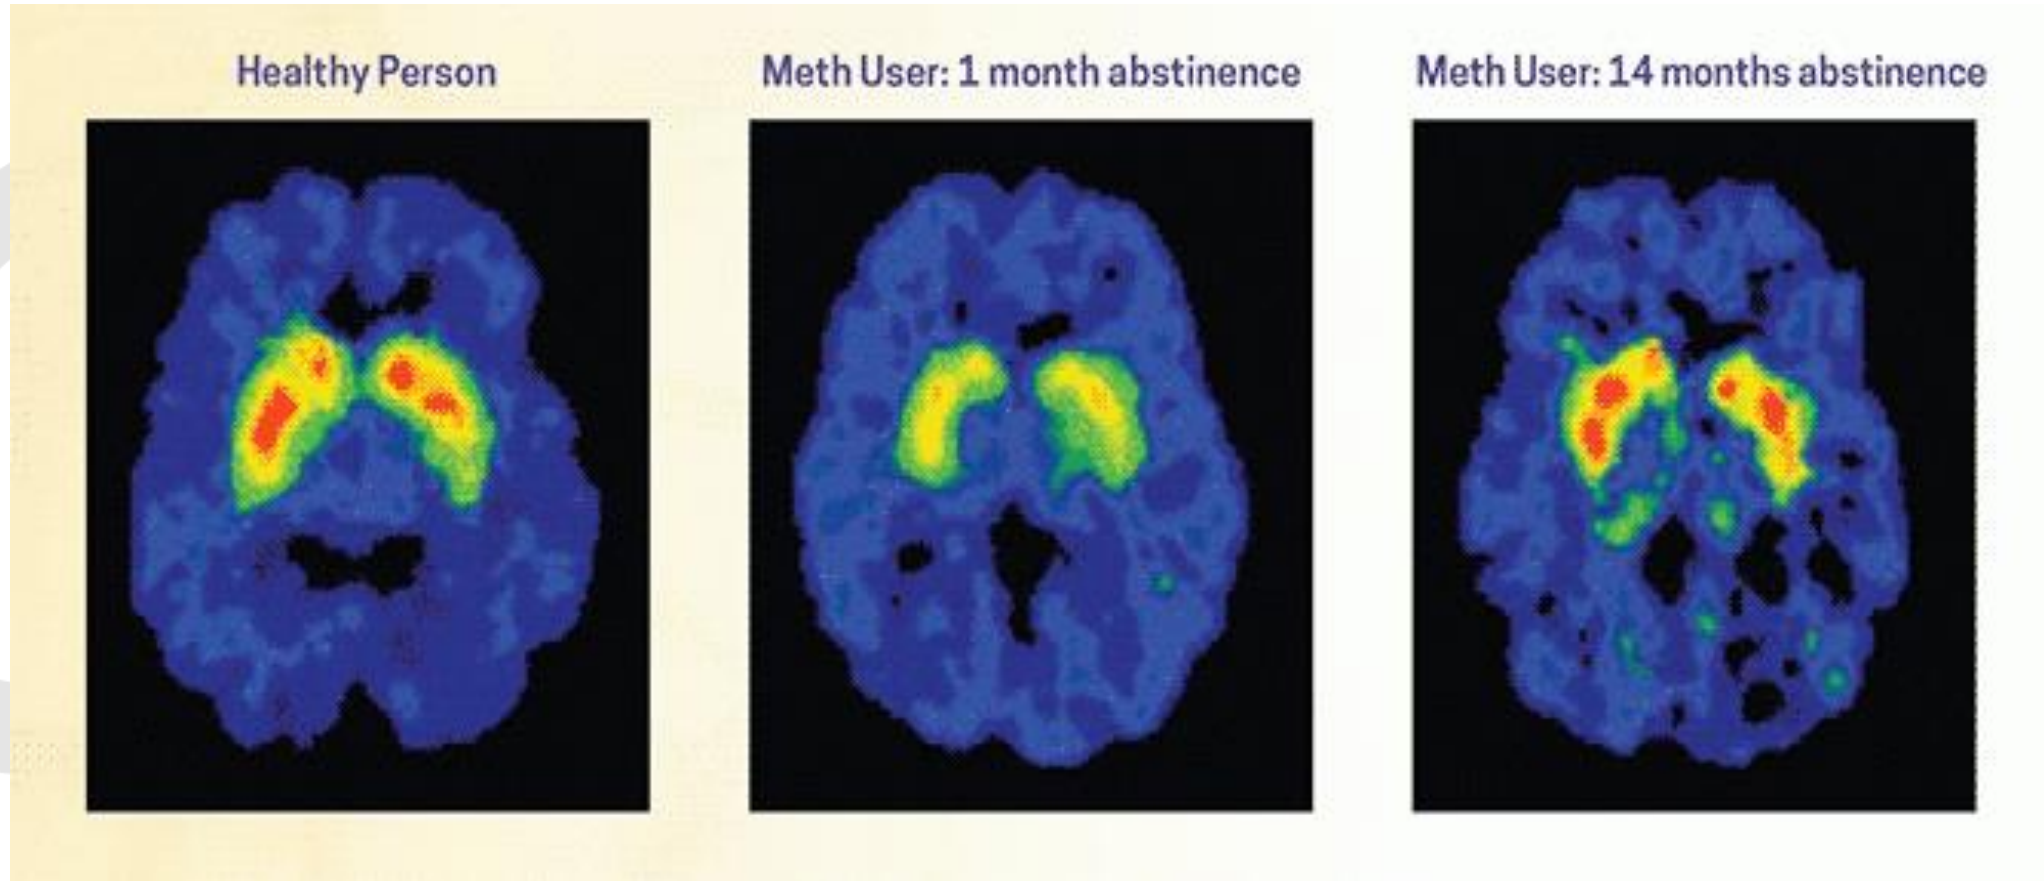 Healthy Person
Meth User: 1 month abstinence
Meth User: 14 months abstinence